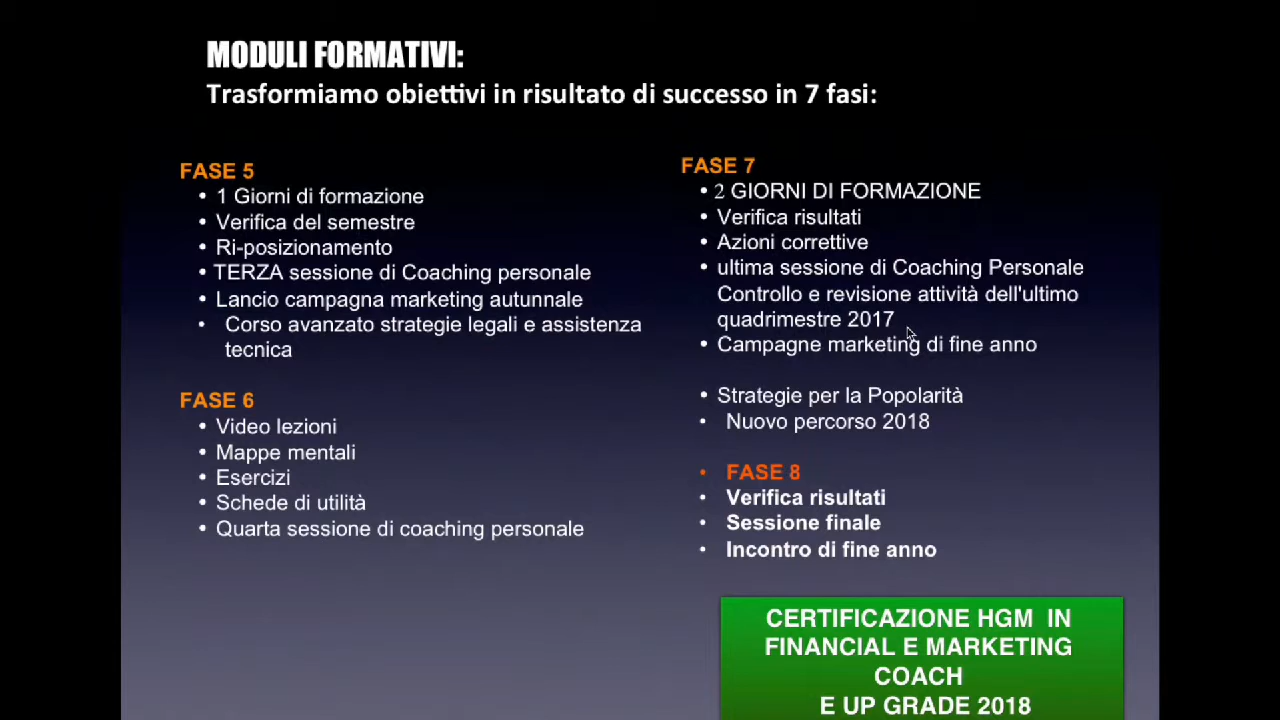 MODULI FORMATIVI:
Trasformiamo obiettivi in risultato di successo in 7 fasi:
FASE 5
• 1 Giorni di formazione
• Verifica del semestre
• Ri-posizionamento
• TERZA sessione di Coaching personale
• Lancio campagna marketing autunnale
• Corso avanzato strategie legali e assistenza
tecnica
FASE 6
• Video lezioni
• Mappe mentali
• Esercizi
• Schede di utilità
• Quarta sessione di coaching personale
FASE 7
• 2 GIORNI DI FORMAZIONE
• Verifica risultati
• Azioni correttive
• ultima sessione di Coaching Personale
Controllo e revisione attività dell'ultimo
quadrimestre 2017
• Campagne marketing di fine anno
• Strategie per la Popolarità
• Nuovo percorso 2018
• FASE 8
• Verifica risultati
• Sessione finale
• Incontro di fine anno
CERTIFICAZIONE HGM IN
FINANCIAL E MARKETING
COACH
E UP GRADE 2018